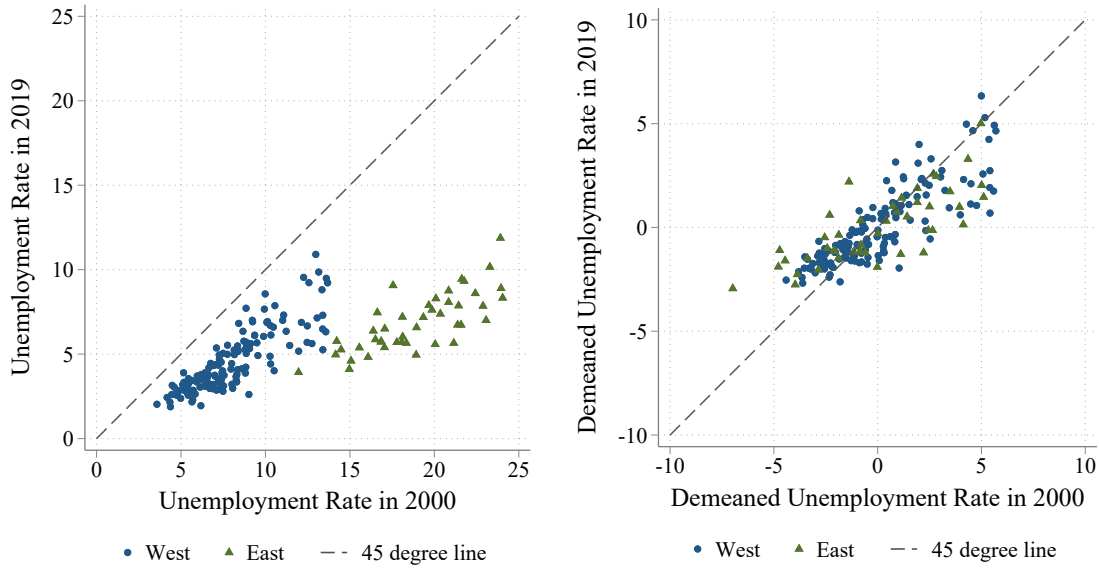 Unemployment Rate in 2019
25
20
15
10
5
0
0 5 10 15 20 25
Unemployment Rate in 2000
West East 45 degree line
Demeaned Unemployment Rate in 2019
10
5
0
-5
-10
-10 -5 0 5 10
Demeaned Unemployment Rate in 2000
West East 45 degree line